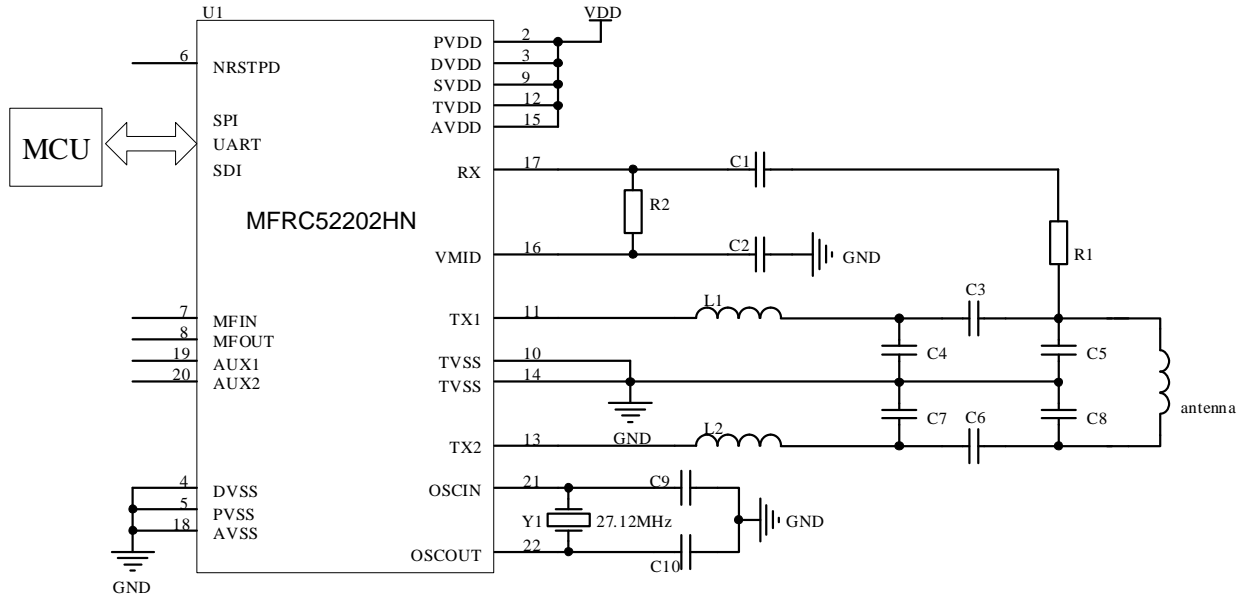 U1
VDD
PVDD 2
6 NRSTPD
DVDD 3
SVDD 9
TVDD 12
AVDD 15
SPI
MCU
UART
SDI
RX 17
C1
R2
MFRC52202HN
VMID 16
C2
GND
R1
C3
L1
7 MFIN
TX1 11
8 MFOUT
19 AUX1
TVSS 10
C4
C5
20 AUX2
TVSS 14
antenna
GND
L2
C7
C6
C8
TX2 13
4 DVSS
OSCIN 21
C9
5 PVSS
Y1
27.12MHz
GND
18 AVSS
OSCOUT 22
C10
GND